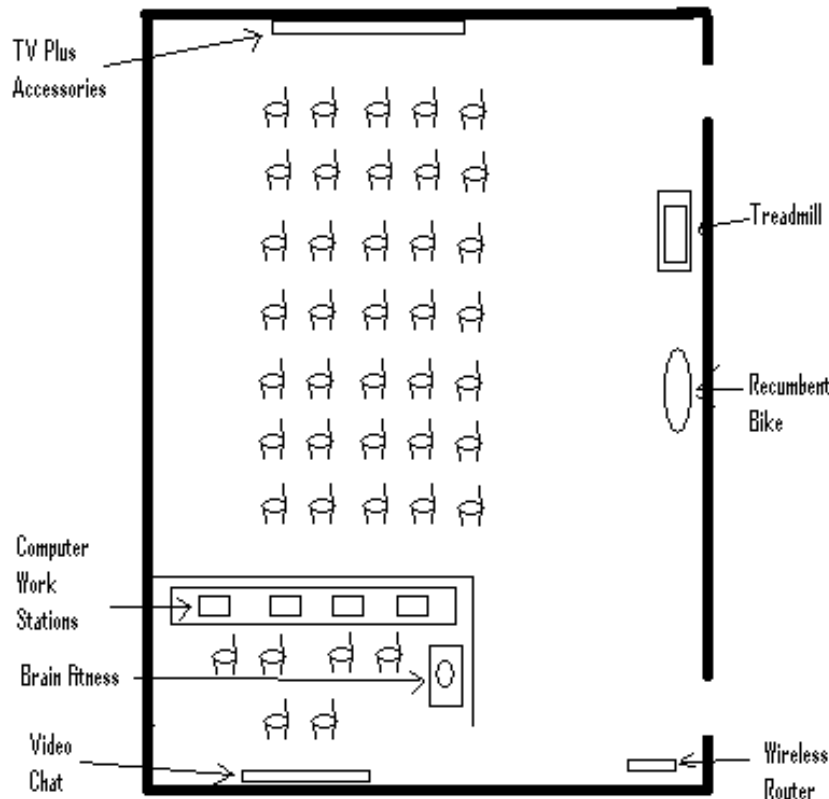 TV Plus
Accessories
Treadmill
Recumbent
Bike
Computer
Work
Stations
Brain Fitness
Video
Chat
Wireless
Router